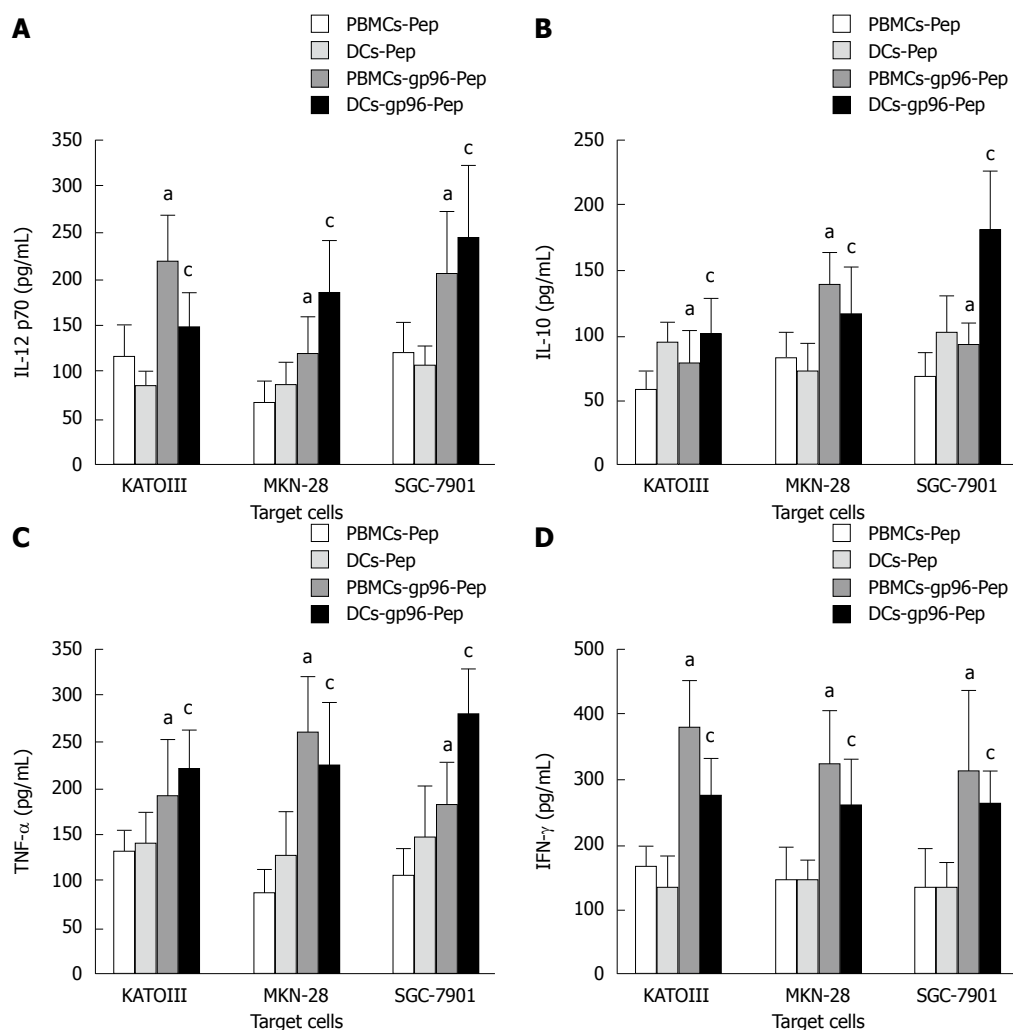 A
PBMCs-Pep
DCs-Pep
PBMCs-gp96-Pep
DCs-gp96-Pep
350
300
250
200
150
100
50
0
IL-12 p70 (pg/mL)
a
c
a
c
a
c
KATOIII MKN-28 SGC-7901
Target cells
B
PBMCs-Pep
DCs-Pep
PBMCs-gp96-Pep
DCs-gp96-Pep
250
200
150
100
50
0
IL-10 (pg/mL)
a
c
a
c
a
c
KATOIII MKN-28 SGC-7901
Target cells
C
PBMCs-Pep
DCs-Pep
PBMCs-gp96-Pep
DCs-gp96-Pep
350
300
250
200
150
100
50
0
TNF-α (pg/mL)
a
c
a
c
a
c
KATOIII MKN-28 SGC-7901
Target cells
D
PBMCs-Pep
DCs-Pep
PBMCs-gp96-Pep
DCs-gp96-Pep
500
400
300
200
100
0
IFN-γ (pg/mL)
a
c
a
c
a
c
KATOIII MKN-28 SGC-7901
Target cells